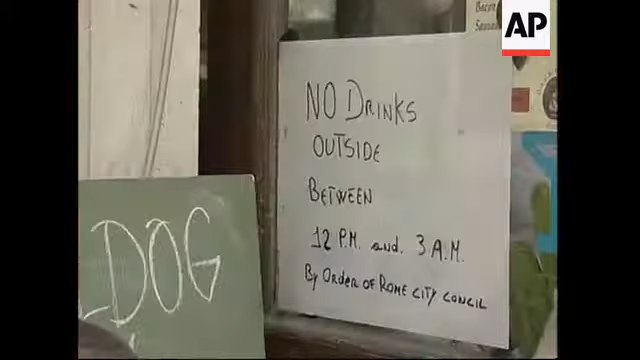 AP
NO DRINKS
OUTSIDE
BETWEEN
12 P.M. and. 3 A.M.
By ORDER OF ROME CITY CONCIL
DOG